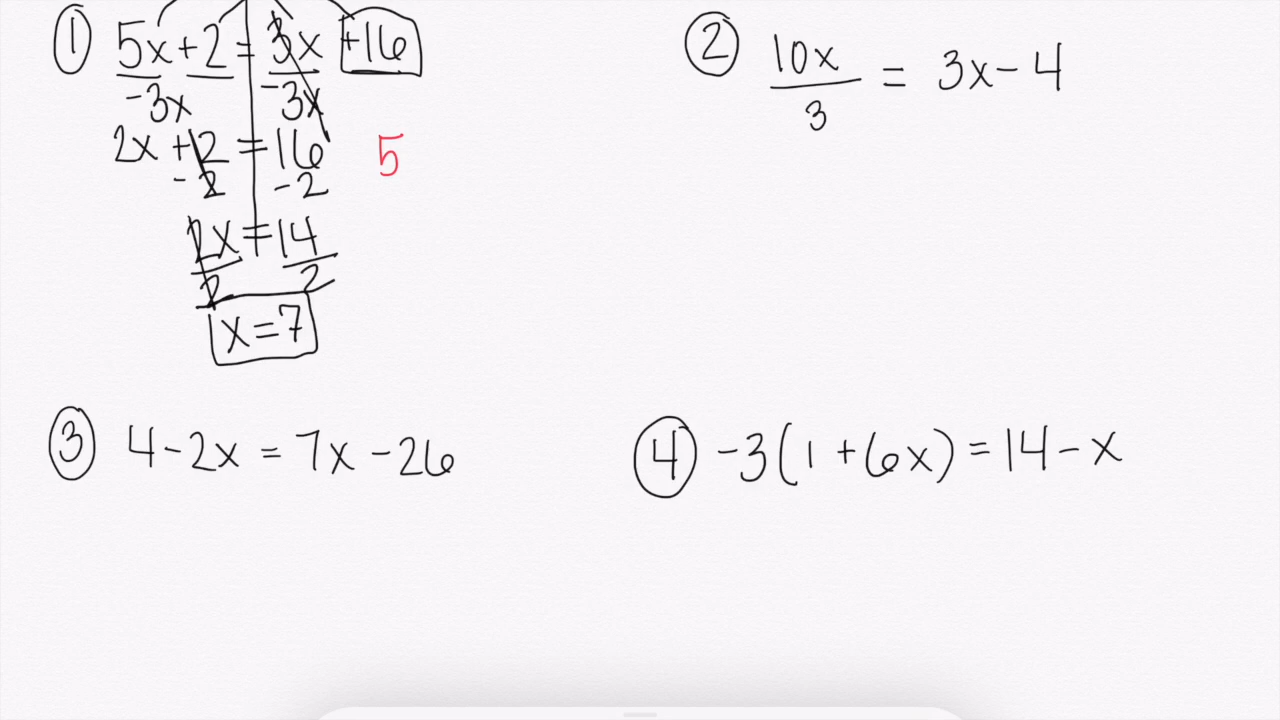 ① 5x + 2 = 3x +16
-3x -3x
2x + 2 = 16 5
- 2 - 2
2x = 14
2 2
x = 7
② 10x = 3x - 4
3
③ 4 - 2x = 7x - 26
④ -3(1 + 6x) = 14 - x